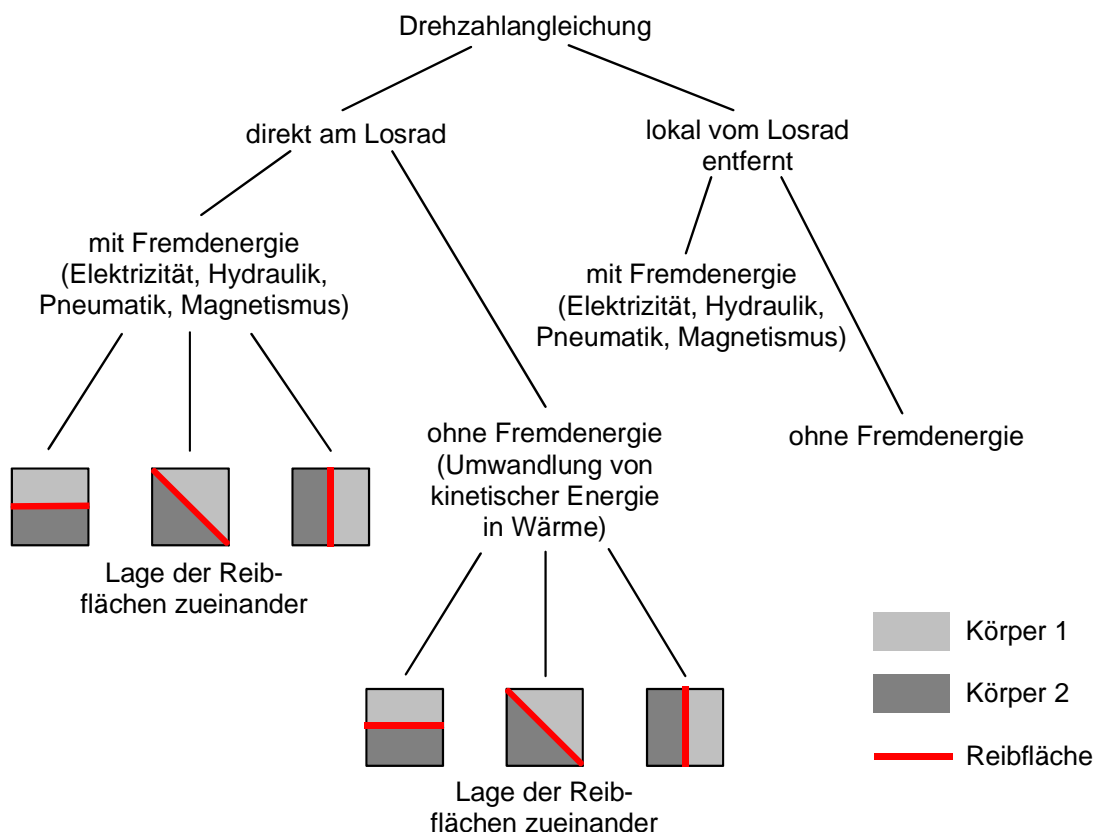 Drehzahlangleichung
direkt am Losrad
lokal vom Losrad
entfernt
mit Fremdenergie
(Elektrizität, Hydraulik,
Pneumatik, Magnetismus)
mit Fremdenergie
(Elektrizität, Hydraulik,
Pneumatik, Magnetismus)
ohne Fremdenergie
(Umwandlung von
kinetischer Energie
in Wärme)
ohne Fremdenergie
Lage der Reib-
flächen zueinander
Körper 1
Körper 2
Reibfläche
Lage der Reib-
flächen zueinander